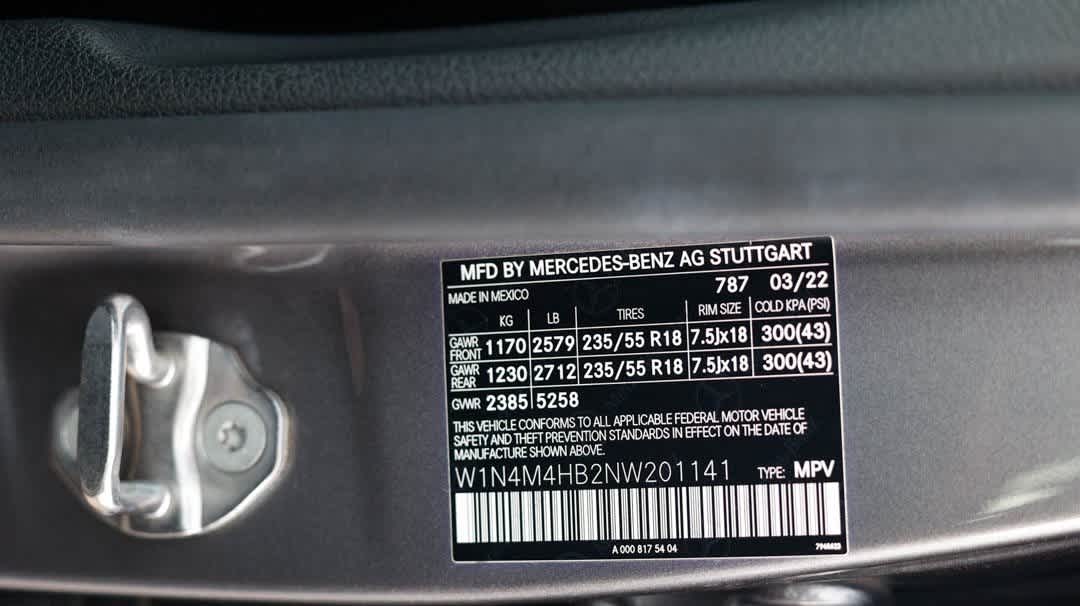 MFD BY MERCEDES-BENZ AG STUTTGART
MADE IN MEXICO 787 03/22
KG LB TIRES RIM SIZE COLD KPA(PSI)
GAWR FRONT 1170 2579 235/55 R18 7.5Jx18 300(43)
GAWR REAR 1230 2712 235/55 R18 7.5Jx18 300(43)
GVWR 2385 5258
THIS VEHICLE CONFORMS TO ALL APPLICABLE FEDERAL MOTOR VEHICLE
SAFETY AND THEFT PREVENTION STANDARDS IN EFFECT ON THE DATE OF
MANUFACTURE SHOWN ABOVE.
W1N4M4HB2NW201141 TYPE: MPV
A 000 817 54 04